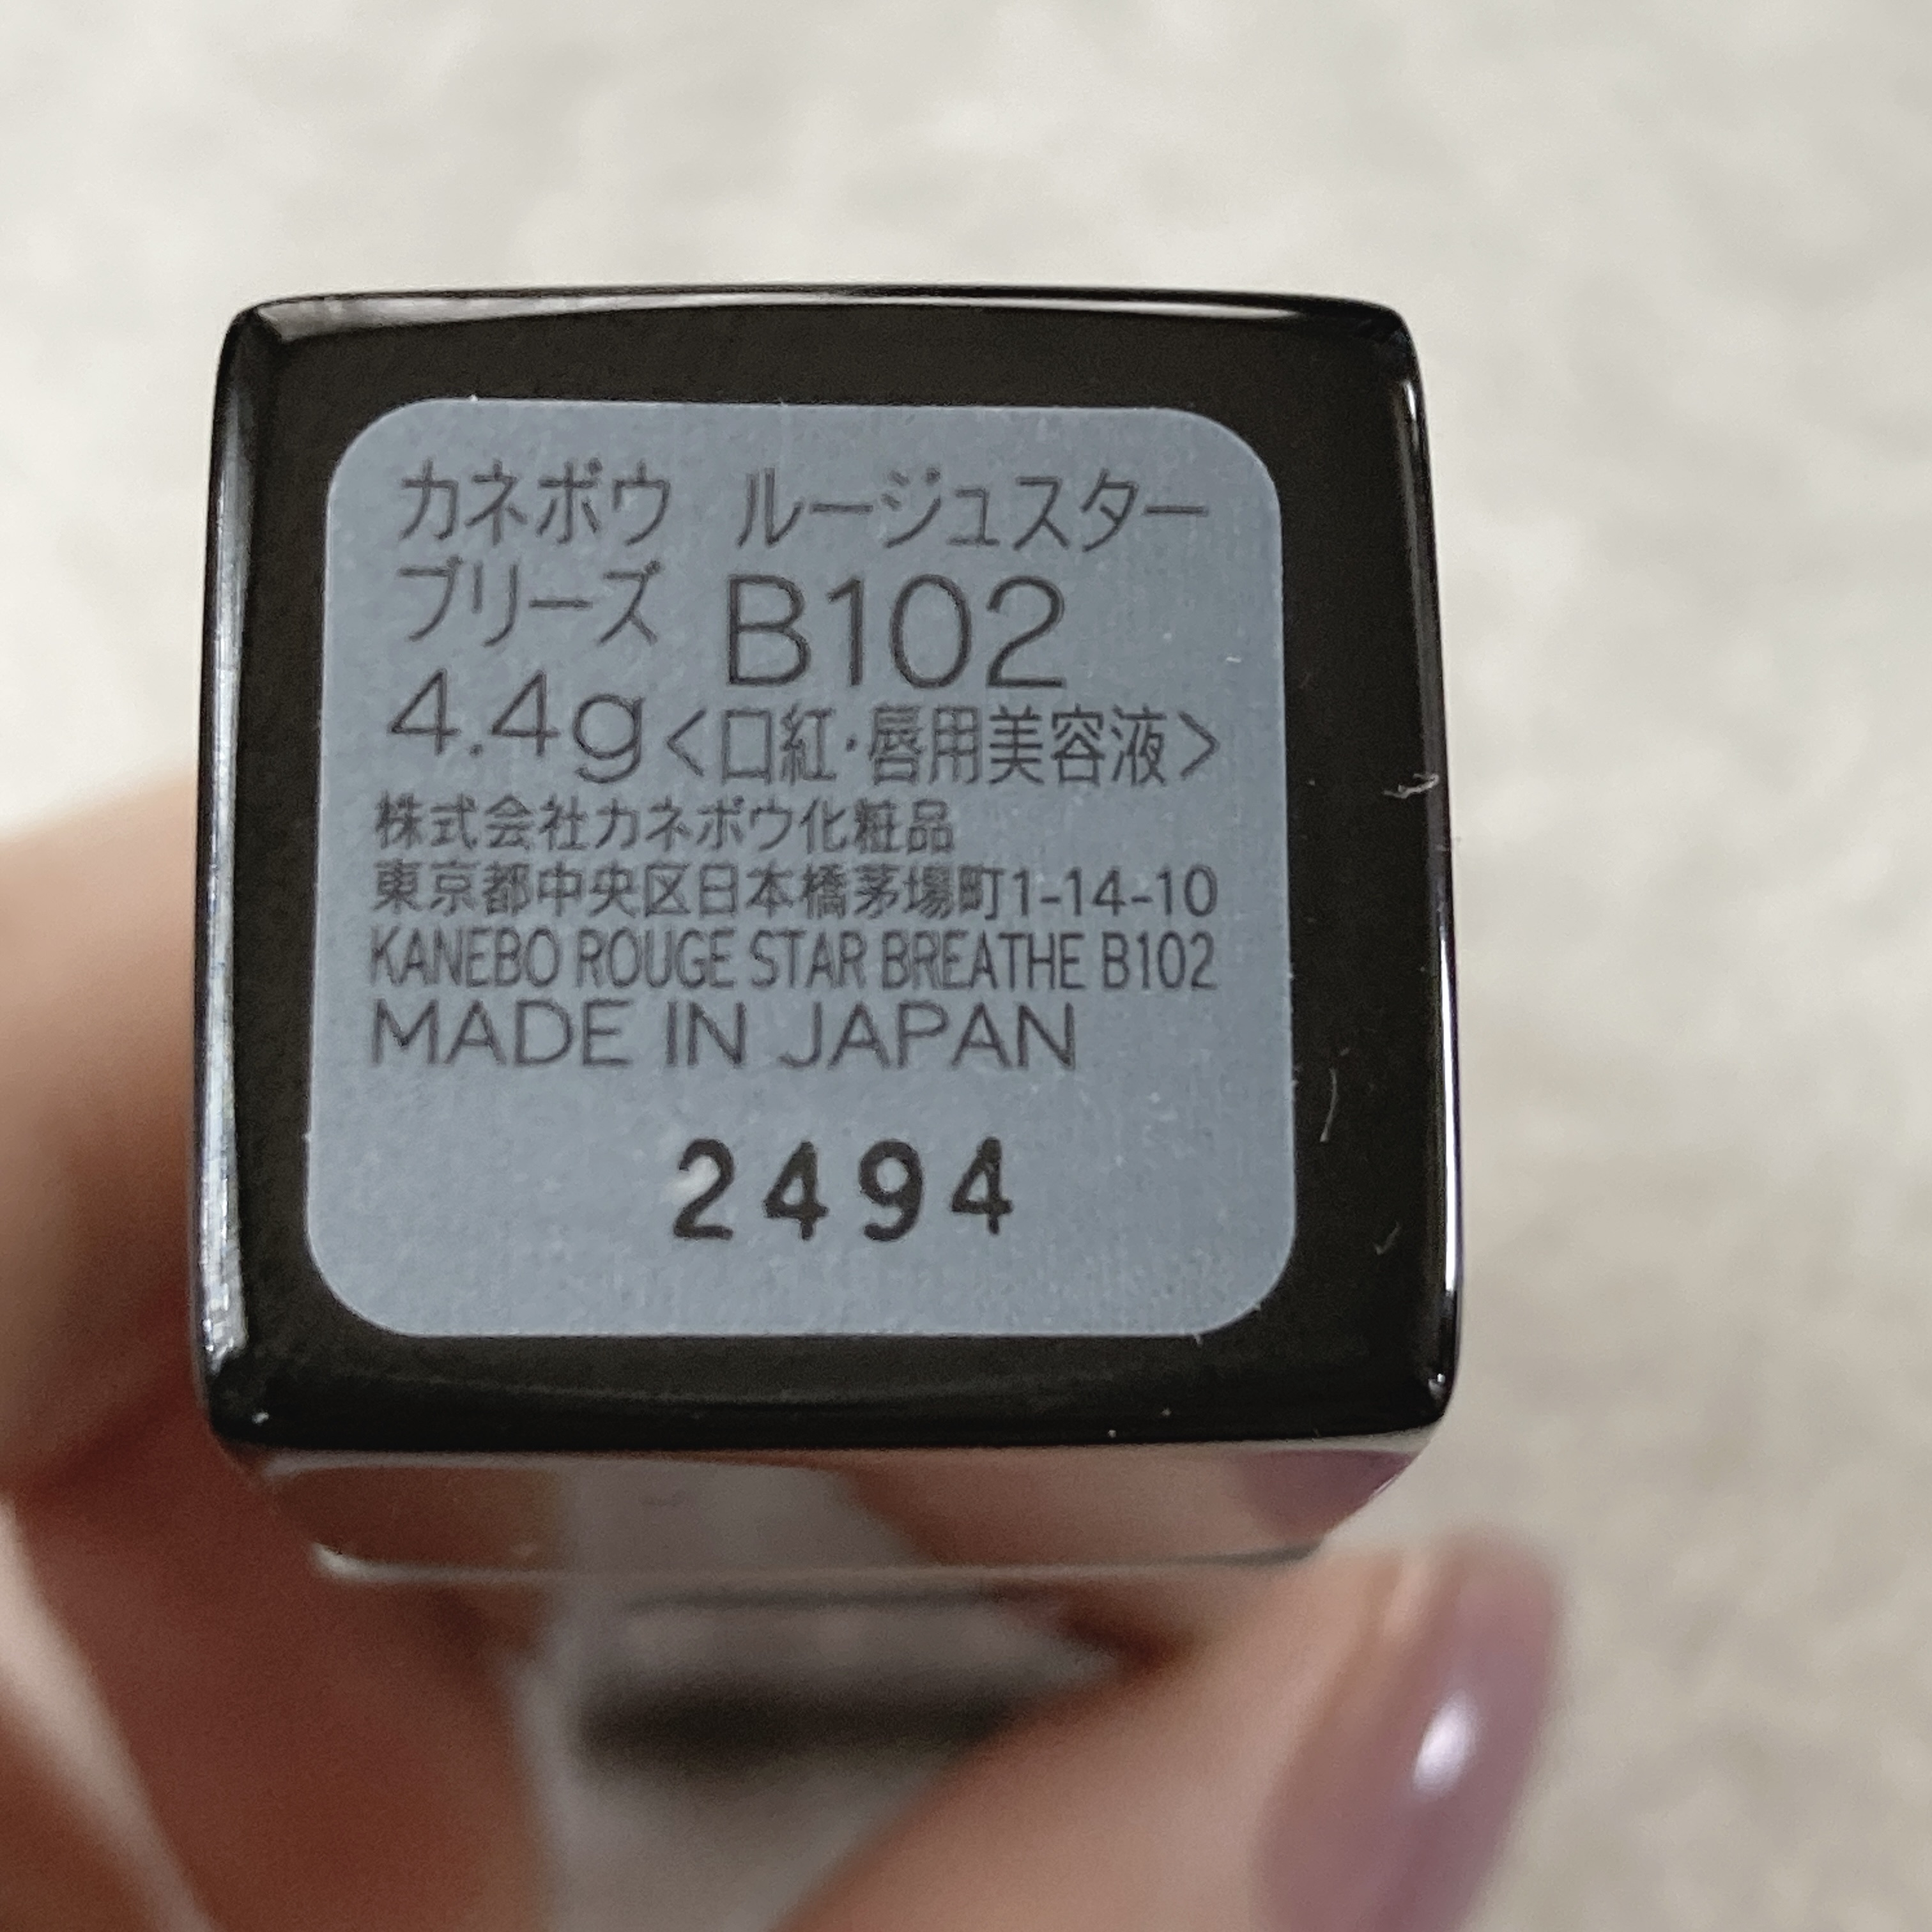 カネボウ ルージュスター
ブリーズ B102
4.4g<口紅・唇用美容液>
株式会社カネボウ化粧品
東京都中央区日本橋茅場町1-14-10
KANEBO ROUGE STAR BREATHE B102
MADE IN JAPAN
2494